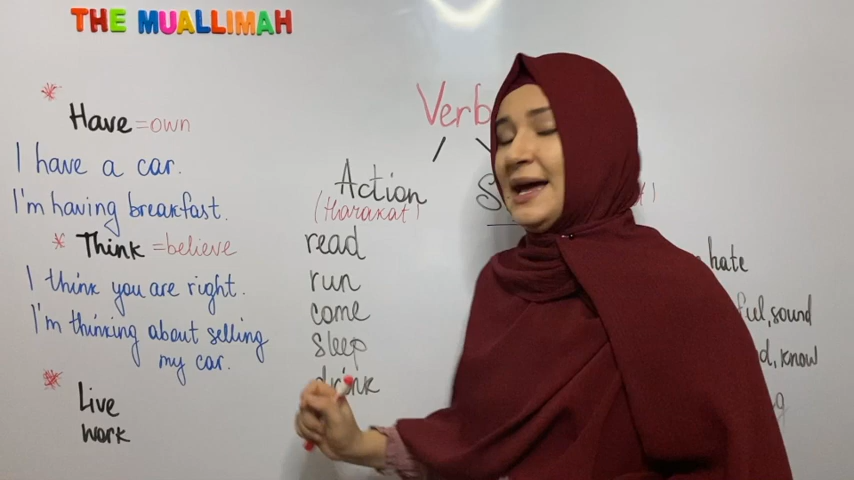 THE MUALLIMAH
* Have = own
I have a car.
I'm having breakfast.
* Think = believe
I think you are right.
I'm thinking about selling
my car.
* Live
work
Verb
Action
(Harakat)
read
run
come
sleep
drink
hate
sound
know